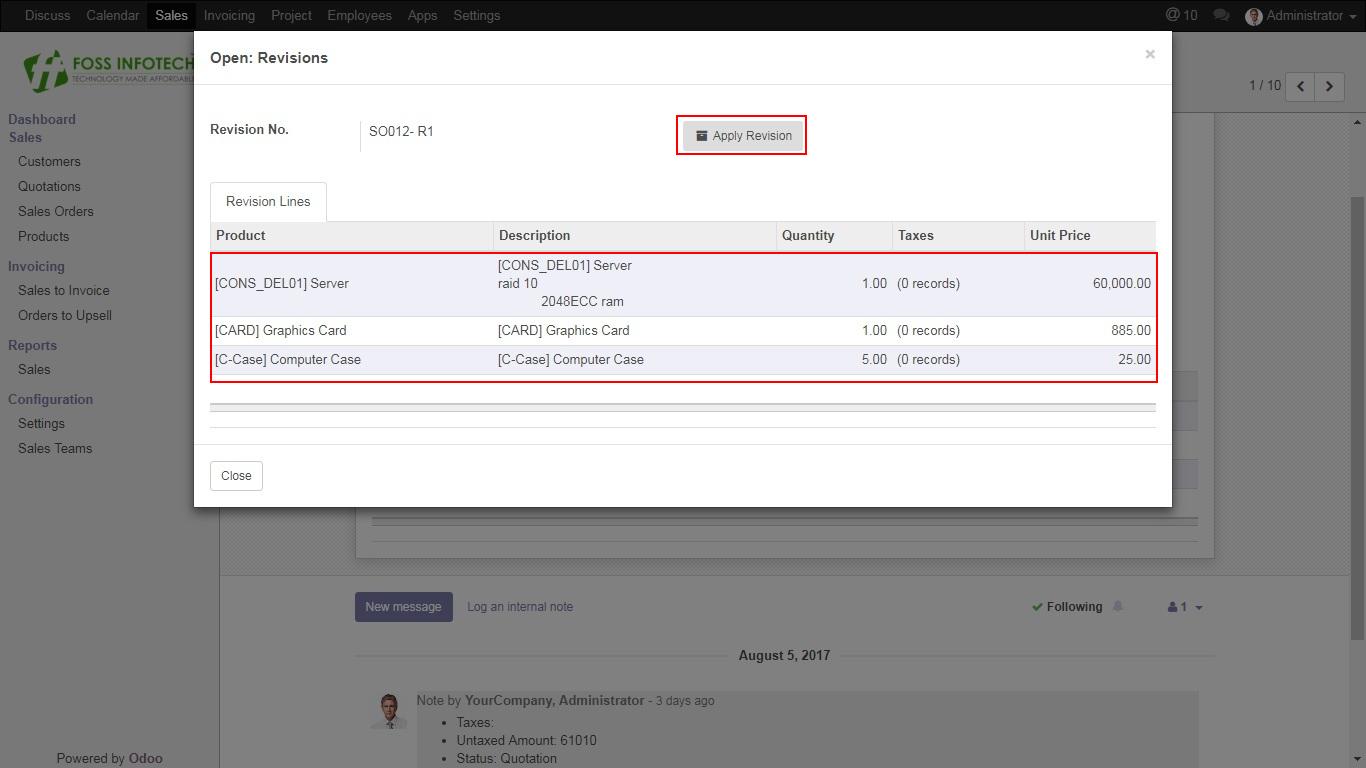 Discuss Calendar Sales Invoicing Project Employees Apps Settings @ 10 Administrator
FOSS INFOTECH
TECHNOLOGY MADE AFFORDABLE
Open: Revisions ×
1 / 10
Dashboard
Sales
Customers
Quotations
Sales Orders
Products
Invoicing
Sales to Invoice
Orders to Upsell
Reports
Sales
Configuration
Settings
Sales Teams
Powered by Odoo
Revision No. SO012- R1 Apply Revision
Revision Lines
Product Description Quantity Taxes Unit Price
[CONS_DEL01] Server [CONS_DEL01] Server 1.00 (0 records) 60,000.00
raid 10
2048ECC ram
[CARD] Graphics Card [CARD] Graphics Card 1.00 (0 records) 885.00
[C-Case] Computer Case [C-Case] Computer Case 5.00 (0 records) 25.00
Close
New message Log an internal note Following 1
August 5, 2017
Note by YourCompany, Administrator - 3 days ago
• Taxes:
• Untaxed Amount: 61010
• Status: Quotation